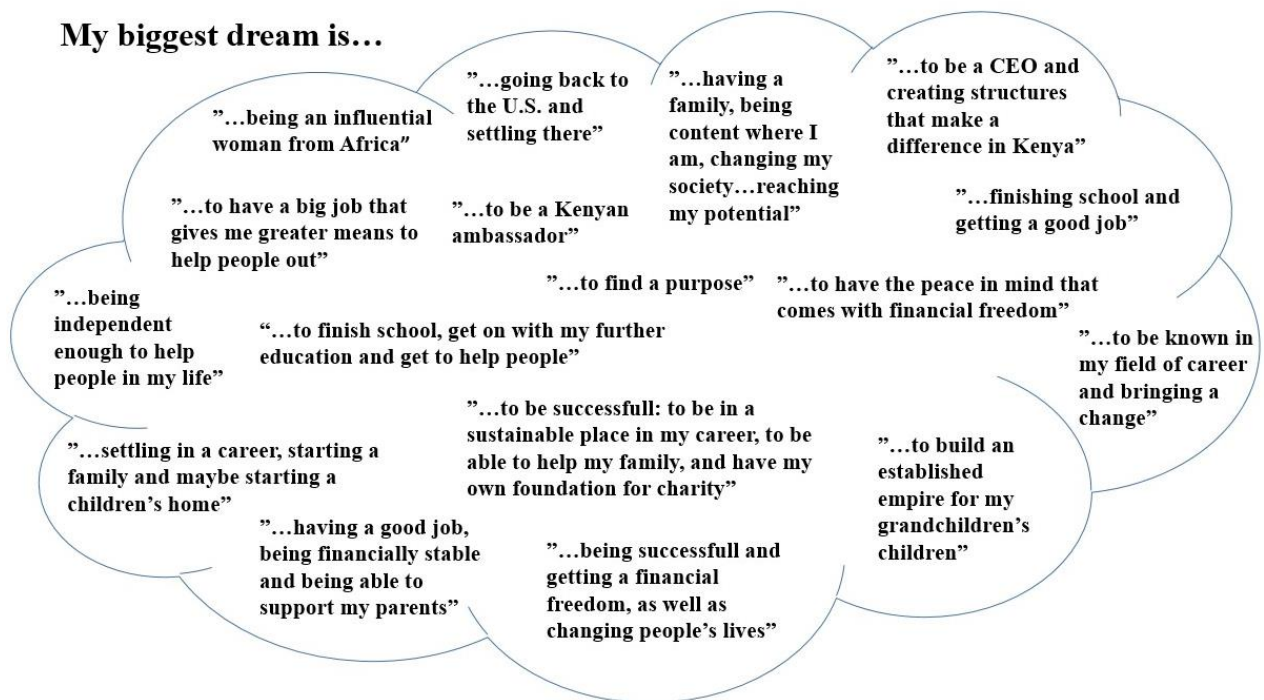 My biggest dream is…
”…being an influential
woman from Africa”
”…going back to
the U.S. and
settling there”
”…having a
family, being
content where I
am, changing my
society…reaching
my potential”
”…to be a CEO and
creating structures
that make a
difference in Kenya”
”…to have a big job that
gives me greater means to
help people out”
”…to be a Kenyan
ambassador”
”…finishing school and
getting a good job”
”…to find a purpose”
”…to have the peace in mind that
comes with financial freedom”
”…being
independent
enough to help
people in my life”
“…to finish school, get on with my further
education and get to help people”
”…to be known in
my field of career
and bringing a
change”
”…settling in a career, starting a
family and maybe starting a
children’s home”
”…to be successfull: to be in a
sustainable place in my career, to be
able to help my family, and have my
own foundation for charity”
”…to build an
established
empire for my
grandchildren’s
children”
”…having a good job,
being financially stable
and being able to
support my parents”
”…being successfull and
getting a financial
freedom, as well as
changing people’s lives”